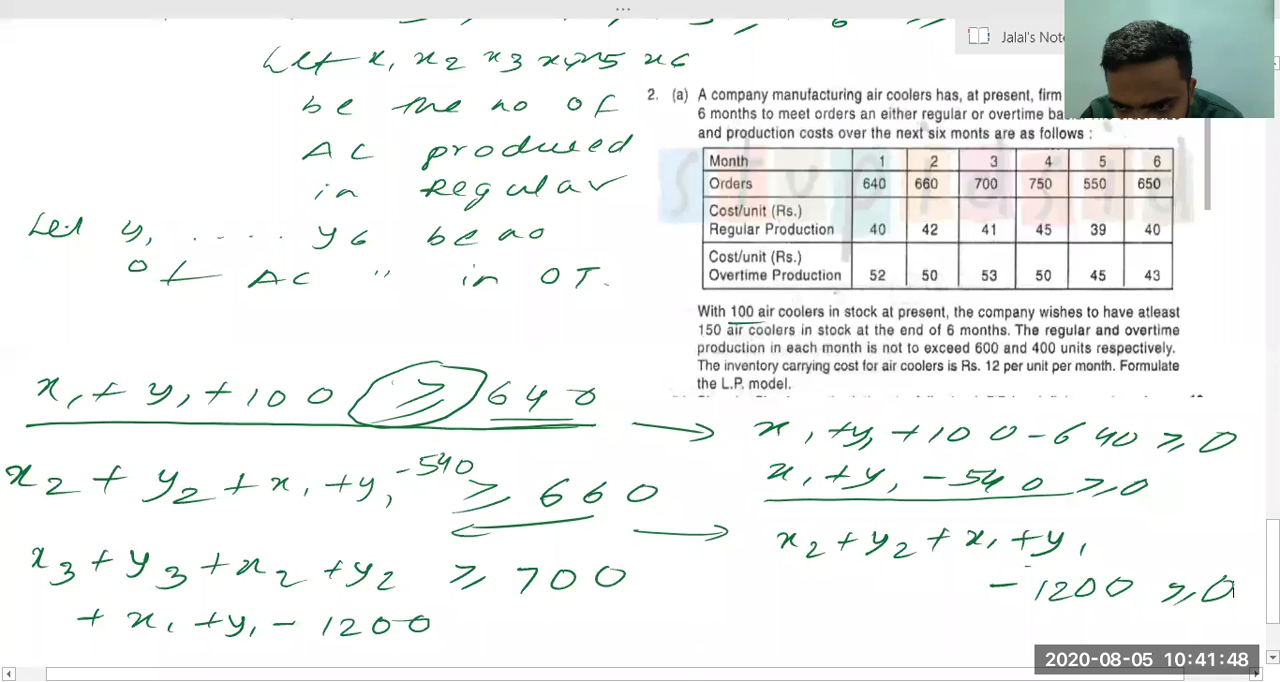 Jalal's Note
Let x1 x2 x3 x4 x5 x6
be the no of
AC produced
in Regular
Let y1 .... y6 be no
of AC " in OT.
2. (a) A company manufacturing air coolers has, at present, firm
6 months to meet orders an either regular or overtime
and production costs over the next six monts are as follows :
Month 1 2 3 4 5 6
Orders 640 660 700 750 550 650
Cost/unit (Rs.)
Regular Production 40 42 41 45 39 40
Cost/unit (Rs.)
Overtime Production 52 50 53 50 45 43
With 100 air coolers in stock at present, the company wishes to have atleast
150 air coolers in stock at the end of 6 months. The regular and overtime
production in each month is not to exceed 600 and 400 units respectively.
The inventory carrying cost for air coolers is Rs. 12 per unit per month. Formulate
the L.P. model.
x1 + y1 + 100 ≥ 640
x1 + y1 + 100 - 640 ≥ 0
x1 + y1 - 540 ≥ 0
x2 + y2 + x1 + y1 - 540 ≥ 660
x2 + y2 + x1 + y1
- 1200 ≥ 0
x3 + y3 + x2 + y2 ≥ 700
+ x1 + y1 - 1200
2020-08-05 10:41:48